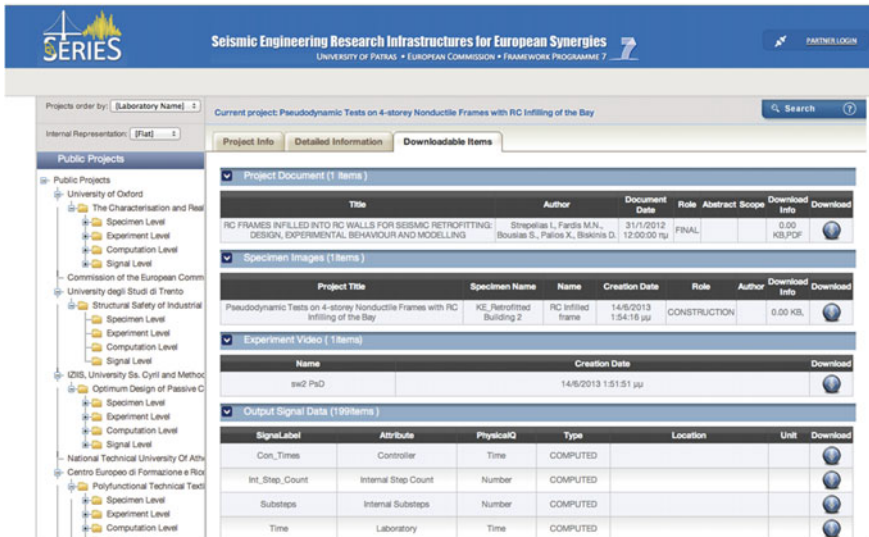 SERIES
Seismic Engineering Research Infrastructures for European Synergies
UNIVERSITY OF PATRAS • EUROPEAN COMMISSION • FRAMEWORK PROGRAMME 7
PARTNER LOGIN
Projects order by: [Laboratory Name]
Internal Representation: [Flat]
Public Projects
Public Projects
University of Oxford
The Characterisation and Real
Specimen Level
Experiment Level
Computation Level
Signal Level
Commission of the European Comm
Università degli Studi di Trento
Structural Safety of Industrial
Specimen Level
Experiment Level
Computation Level
Signal Level
IZIIS, University Ss. Cyril and Methoc
Optimum Design of Passive C
Specimen Level
Experiment Level
Computation Level
Signal Level
National Technical University Of Athe
Centro Europeo di Formazione e Rice
Polyfunctional Technical Texti
Specimen Level
Experiment Level
Computation Level
Current project: Pseudodynamic Tests on 4-storey Nonductile Frames with RC Infilling of the Bay
Search ?
Project Info Detailed Information Downloadable Items
Project Document (1 Items )
Title Author Document Date Role Abstract Scope Download Info Download
RC FRAMES INFILLED INTO RC WALLS FOR SEISMIC RETROFITTING: DESIGN, EXPERIMENTAL BEHAVIOUR AND MODELLING Strepelias I., Fardis M.N., Bousias S., Palios X., Biskinis D. 31/1/2012 12:00:00 πμ FINAL 0.00 KB,PDF
Specimen Images (1Items )
Project Title Specimen Name Name Creation Date Role Author Download Info Download
Pseudodynamic Tests on 4-storey Nonductile Frames with RC Infilling of the Bay KE_Retrofitted Building 2 RC Infilled frame 14/6/2013 1:54:16 μμ CONSTRUCTION 0.00 KB,
Experiment Video ( 1Items)
Name Creation Date Download
sw2 PsD 14/6/2013 1:51:51 μμ
Output Signal Data (199Items )
SignalLabel Attribute PhysicalQ Type Location Unit Download
Con_Times Controller Time COMPUTED
Int_Step_Count Internal Step Count Number COMPUTED
Substeps Internal Substeps Number COMPUTED
Time Laboratory Time COMPUTED